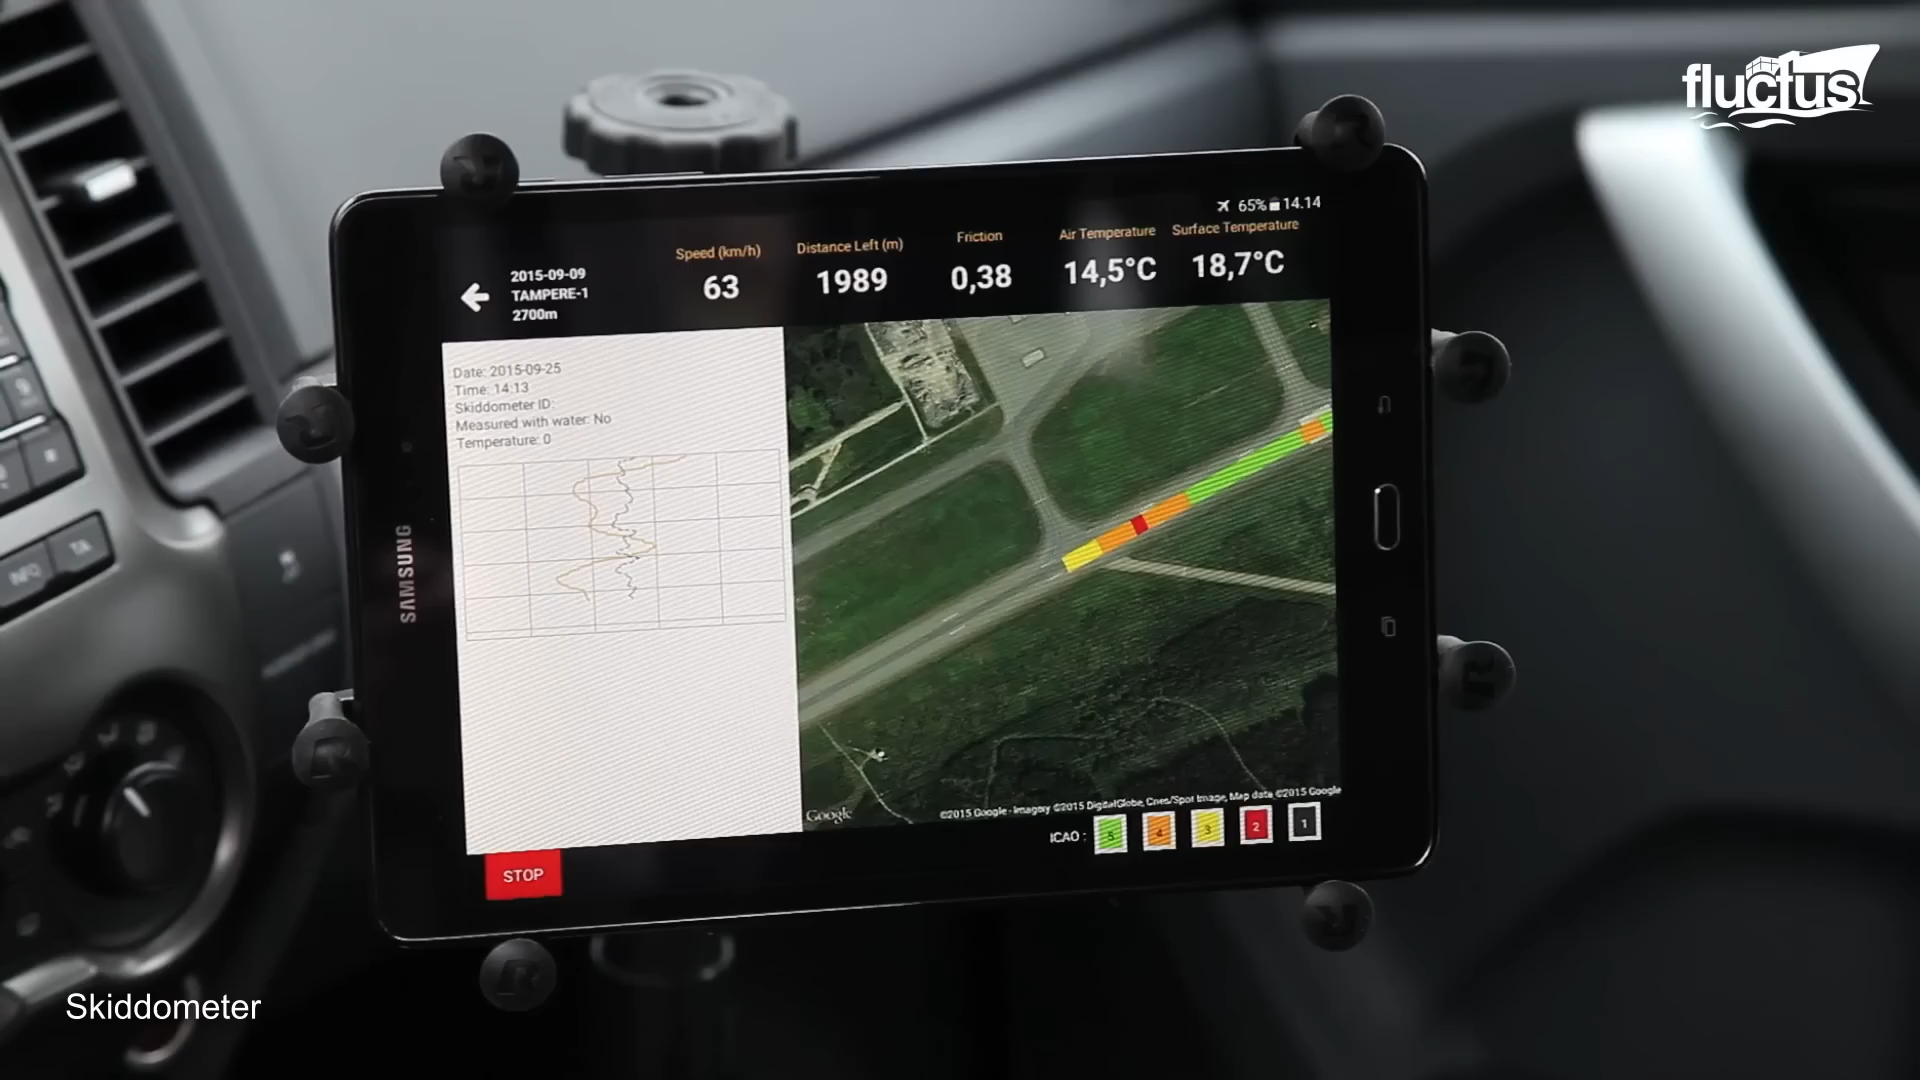 fluctus
65% 14.14
2015-09-09
TAMPERE-1
2700m
Speed (km/h)
63
Distance Left (m)
1989
Friction
0,38
Air Temperature
14,5°C
Surface Temperature
18,7°C
Date: 2015-09-25
Time: 14:13
Skiddometer ID:
Measured with water: No
Temperature: 0
SAMSUNG
INFO
TA
Google
©2015 Google - Imagery ©2015 DigitalGlobe, Cnes/Spot Image, Map data ©2015 Google
ICAO : 5 4 3 2 1
STOP
Skiddometer